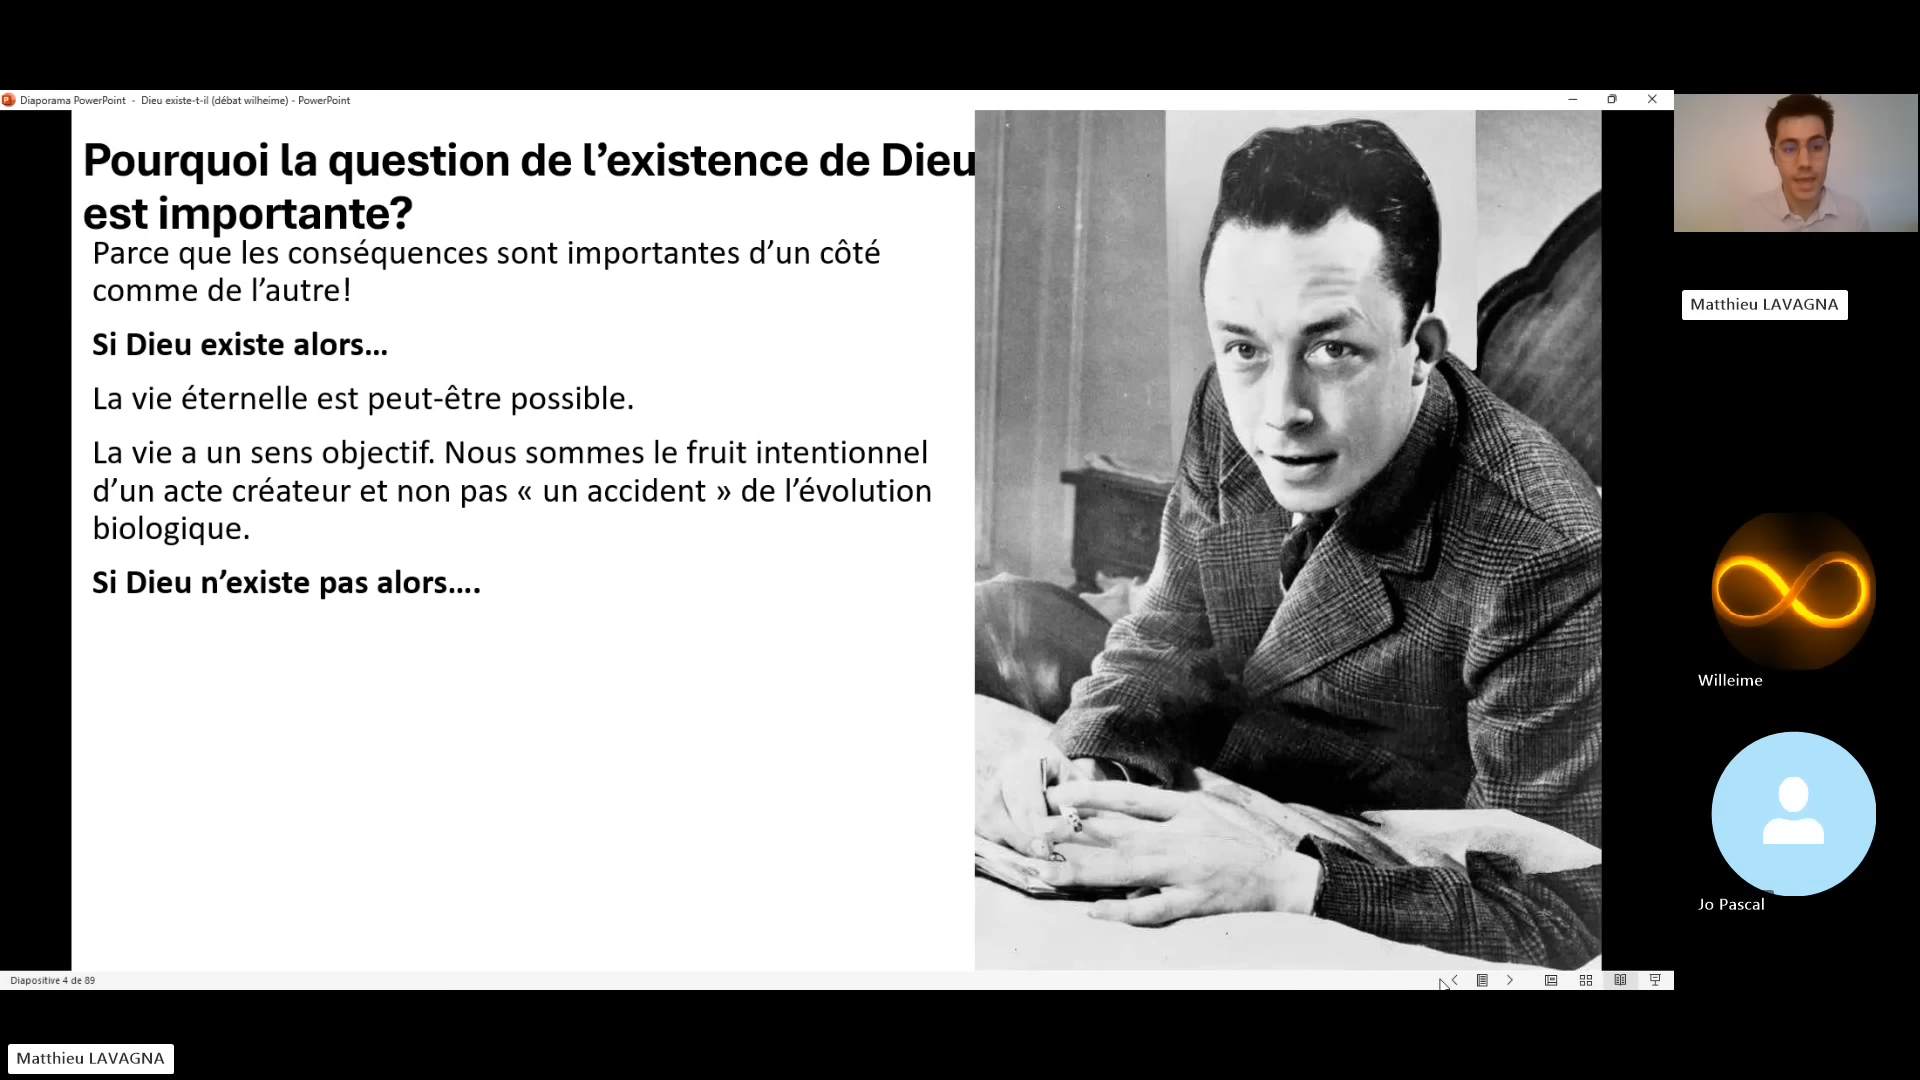 Diaporama PowerPoint - Dieu existe-t-il (débat wilheime) - PowerPoint
Pourquoi la question de l’existence de Dieu
est importante?
Parce que les conséquences sont importantes d’un côté
comme de l’autre!
Si Dieu existe alors…
La vie éternelle est peut-être possible.
La vie a un sens objectif. Nous sommes le fruit intentionnel
d’un acte créateur et non pas « un accident » de l’évolution
biologique.
Si Dieu n’existe pas alors….
Diapositive 4 de 89
Matthieu LAVAGNA
Willeime
Jo Pascal
Matthieu LAVAGNA